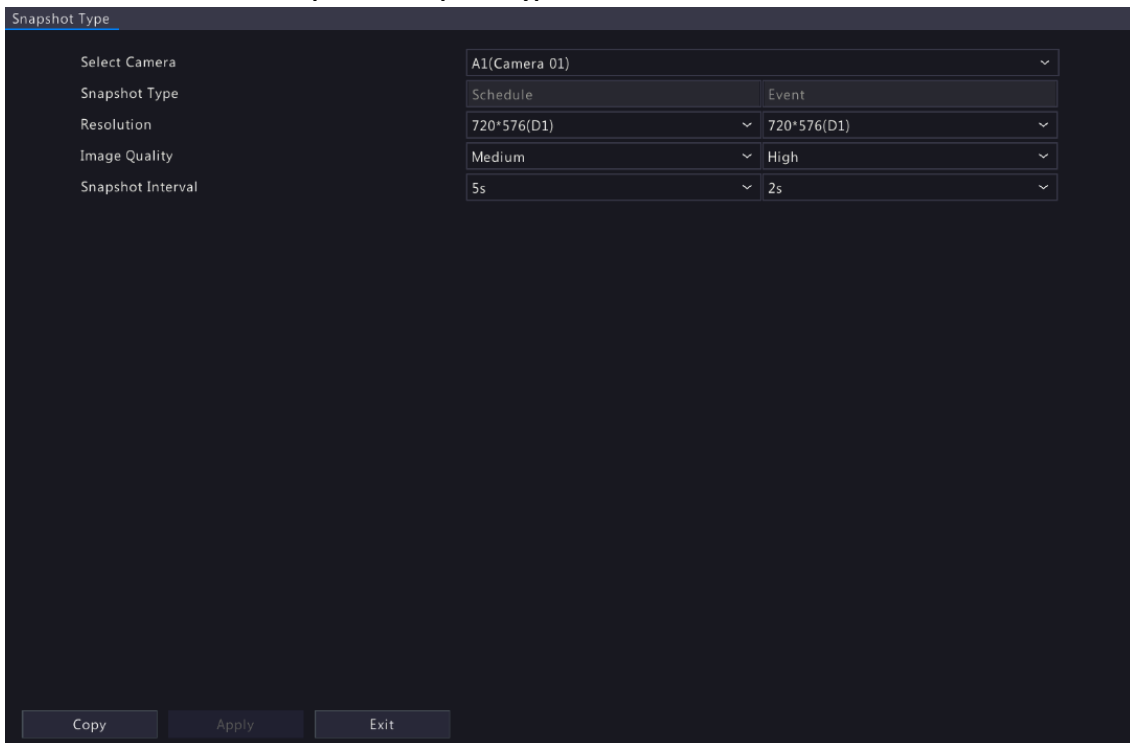 Snapshot Type
Select Camera A1(Camera 01)
Snapshot Type Schedule Event
Resolution 720*576(D1) 720*576(D1)
Image Quality Medium High
Snapshot Interval 5s 2s
Copy Apply Exit